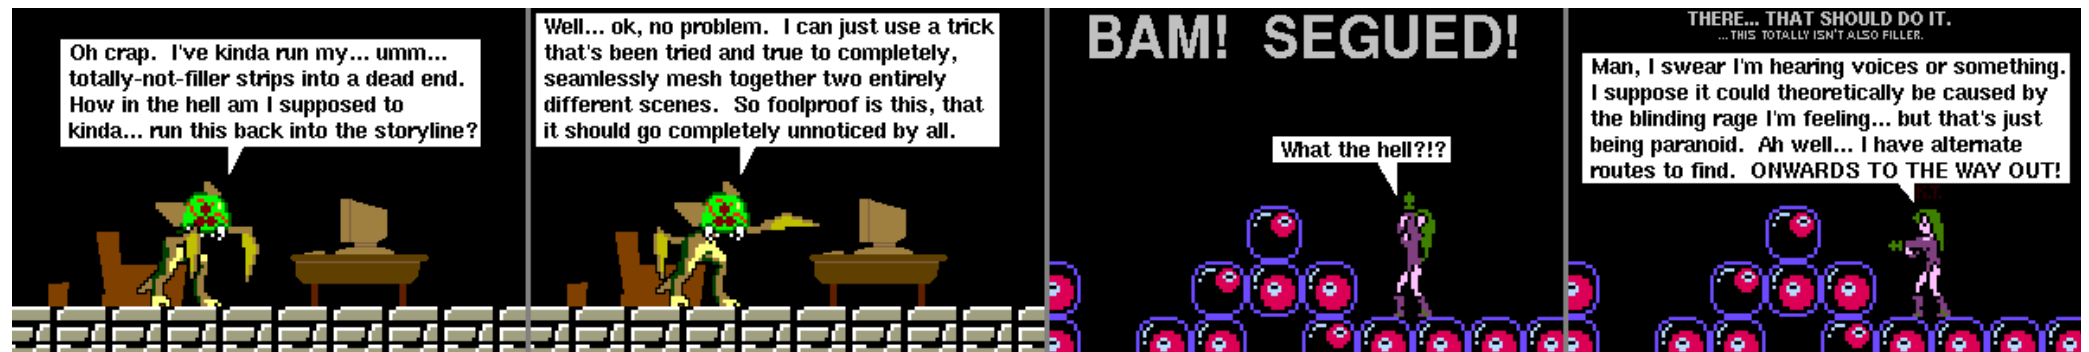 Oh crap. I've kinda run my... umm...
totally-not-filler strips into a dead end.
How in the hell am I supposed to
kinda... run this back into the storyline?
Well... ok, no problem. I can just use a trick
that's been tried and true to completely,
seamlessly mesh together two entirely
different scenes. So foolproof is this, that
it should go completely unnoticed by all.
BAM! SEGUED!
What the hell?!?
THERE... THAT SHOULD DO IT.
...THIS TOTALLY ISN'T ALSO FILLER.
Man, I swear I'm hearing voices or something.
I suppose it could theoretically be caused by
the blinding rage I'm feeling... but that's just
being paranoid. Ah well... I have alternate
routes to find. ONWARDS TO THE WAY OUT!